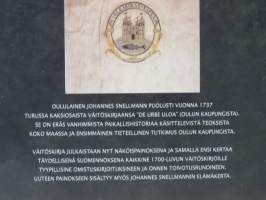 OULULAINEN JOHANNES SNELLMAN PUOLUSTI VUONNA 1737
TURUSSA KAKSIOSAISTA VÄITÖSKIRJAANSA "DE URBE ULOA" (OULUN KAUPUNGISTA).
SE ON ERÄS VANHIMMISTA PAIKALLISHISTORIAA KÄSITTELEVISTÄ TEOKSISTA
KOKO MAASSA JA ENSIMMÄINEN TIETEELLINEN TUTKIMUS OULUN KAUPUNGISTA.
VÄITÖSKIRJA JULKAISTAAN NYT NÄKÖISPAINOKSENA JA SAMALLA ENSI KERTAA
TÄYDELLISENÄ SUOMENNOKSENA KAIKKINE 1700-LUVUN VÄITÖSKIRJOILLE
TYYPILLISINE OMISTUSKIRJOITUKSINEEN JA ONNEN TOIVOTUSRUNOINEEN.
UUTEEN PAINOKSEEN SISÄLTYY MYÖS JOHANNES SNELLMANNIN ELÄMÄKERTA.